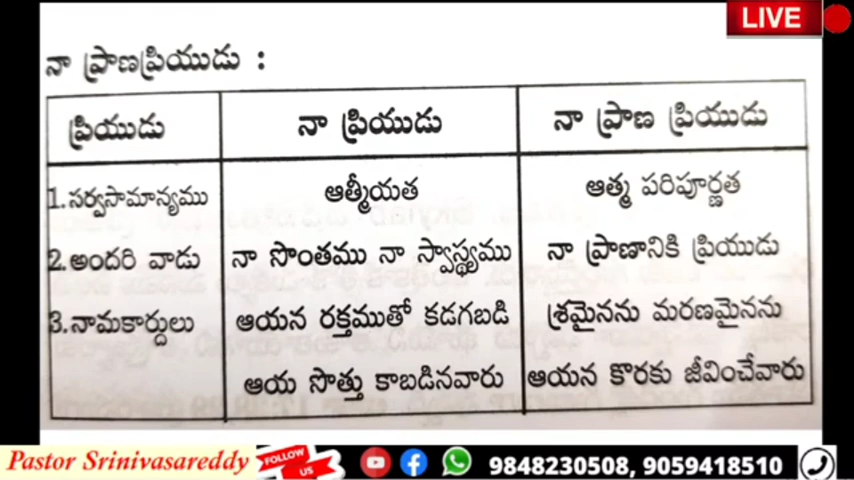 LIVE
నా ప్రాణప్రియుడు :
ప్రియుడు నా ప్రియుడు నా ప్రాణ ప్రియుడు
1.సర్వసామాన్యము ఆత్మీయత ఆత్మ పరిపూర్ణత
2.అందరి వాడు నా సొంతము నా స్వాస్థ్యము నా ప్రాణానికి ప్రియుడు
3.నామకార్దులు ఆయన రక్తముతో కడగబడి శ్రమైనను మరణమైనను
ఆయ సొత్తు కాబడినవారు ఆయన కొరకు జీవించేవారు
Pastor Srinivasareddy FOLLOW US 9848230508, 9059418510